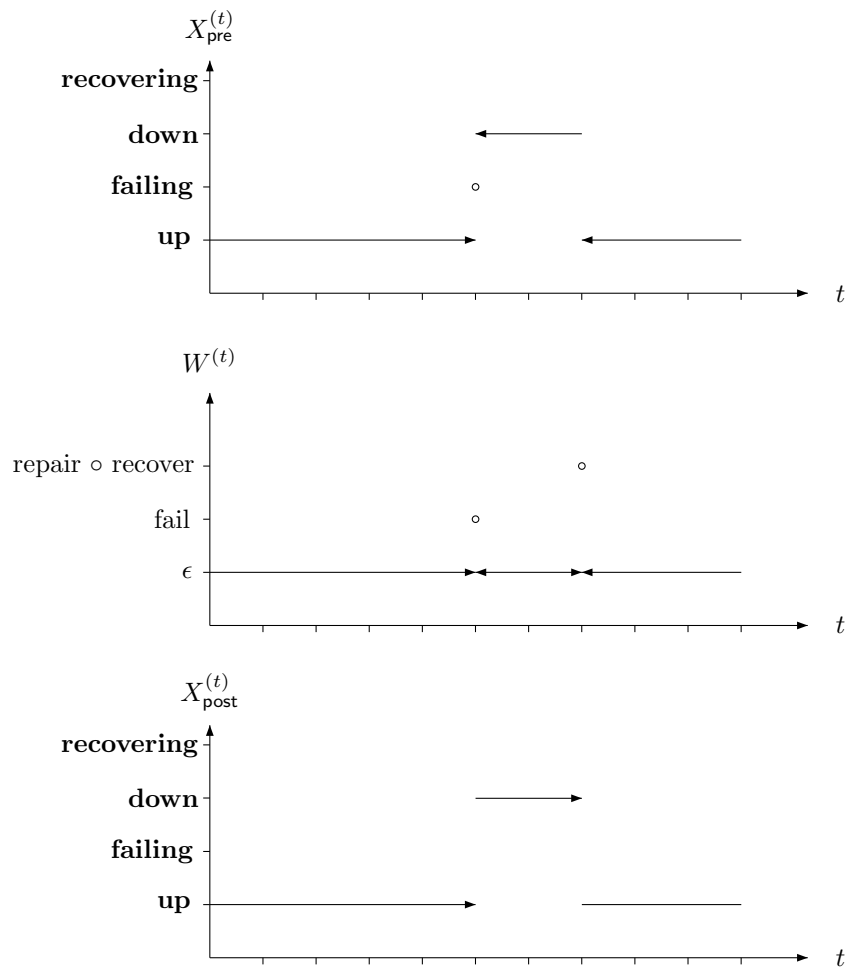 X_pre^(t)
recovering
down
failing
up
t
W^(t)
repair ∘ recover
fail
ϵ
t
X_post^(t)
recovering
down
failing
up
t